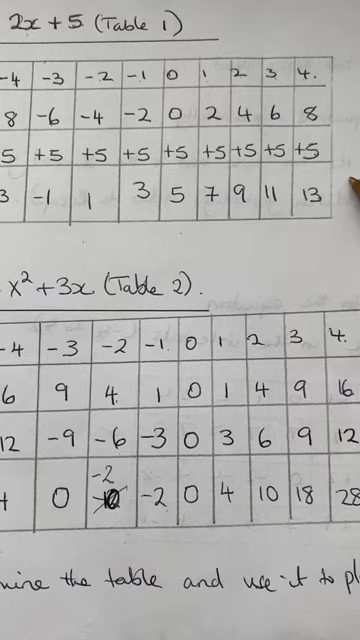 2x + 5 (Table 1)
-4 -3 -2 -1 0 1 2 3 4.
8 -6 -4 -2 0 2 4 6 8
5 +5 +5 +5 +5 +5 +5 +5 +5
3 -1 1 3 5 7 9 11 13
x² + 3x (Table 2).
-4 -3 -2 -1 0 1 2 3 4.
6 9 4 1 0 1 4 9 16
12 -9 -6 -3 0 3 6 9 12
-2
4 0 -2 0 4 10 18 28
mine the table and use it to pl